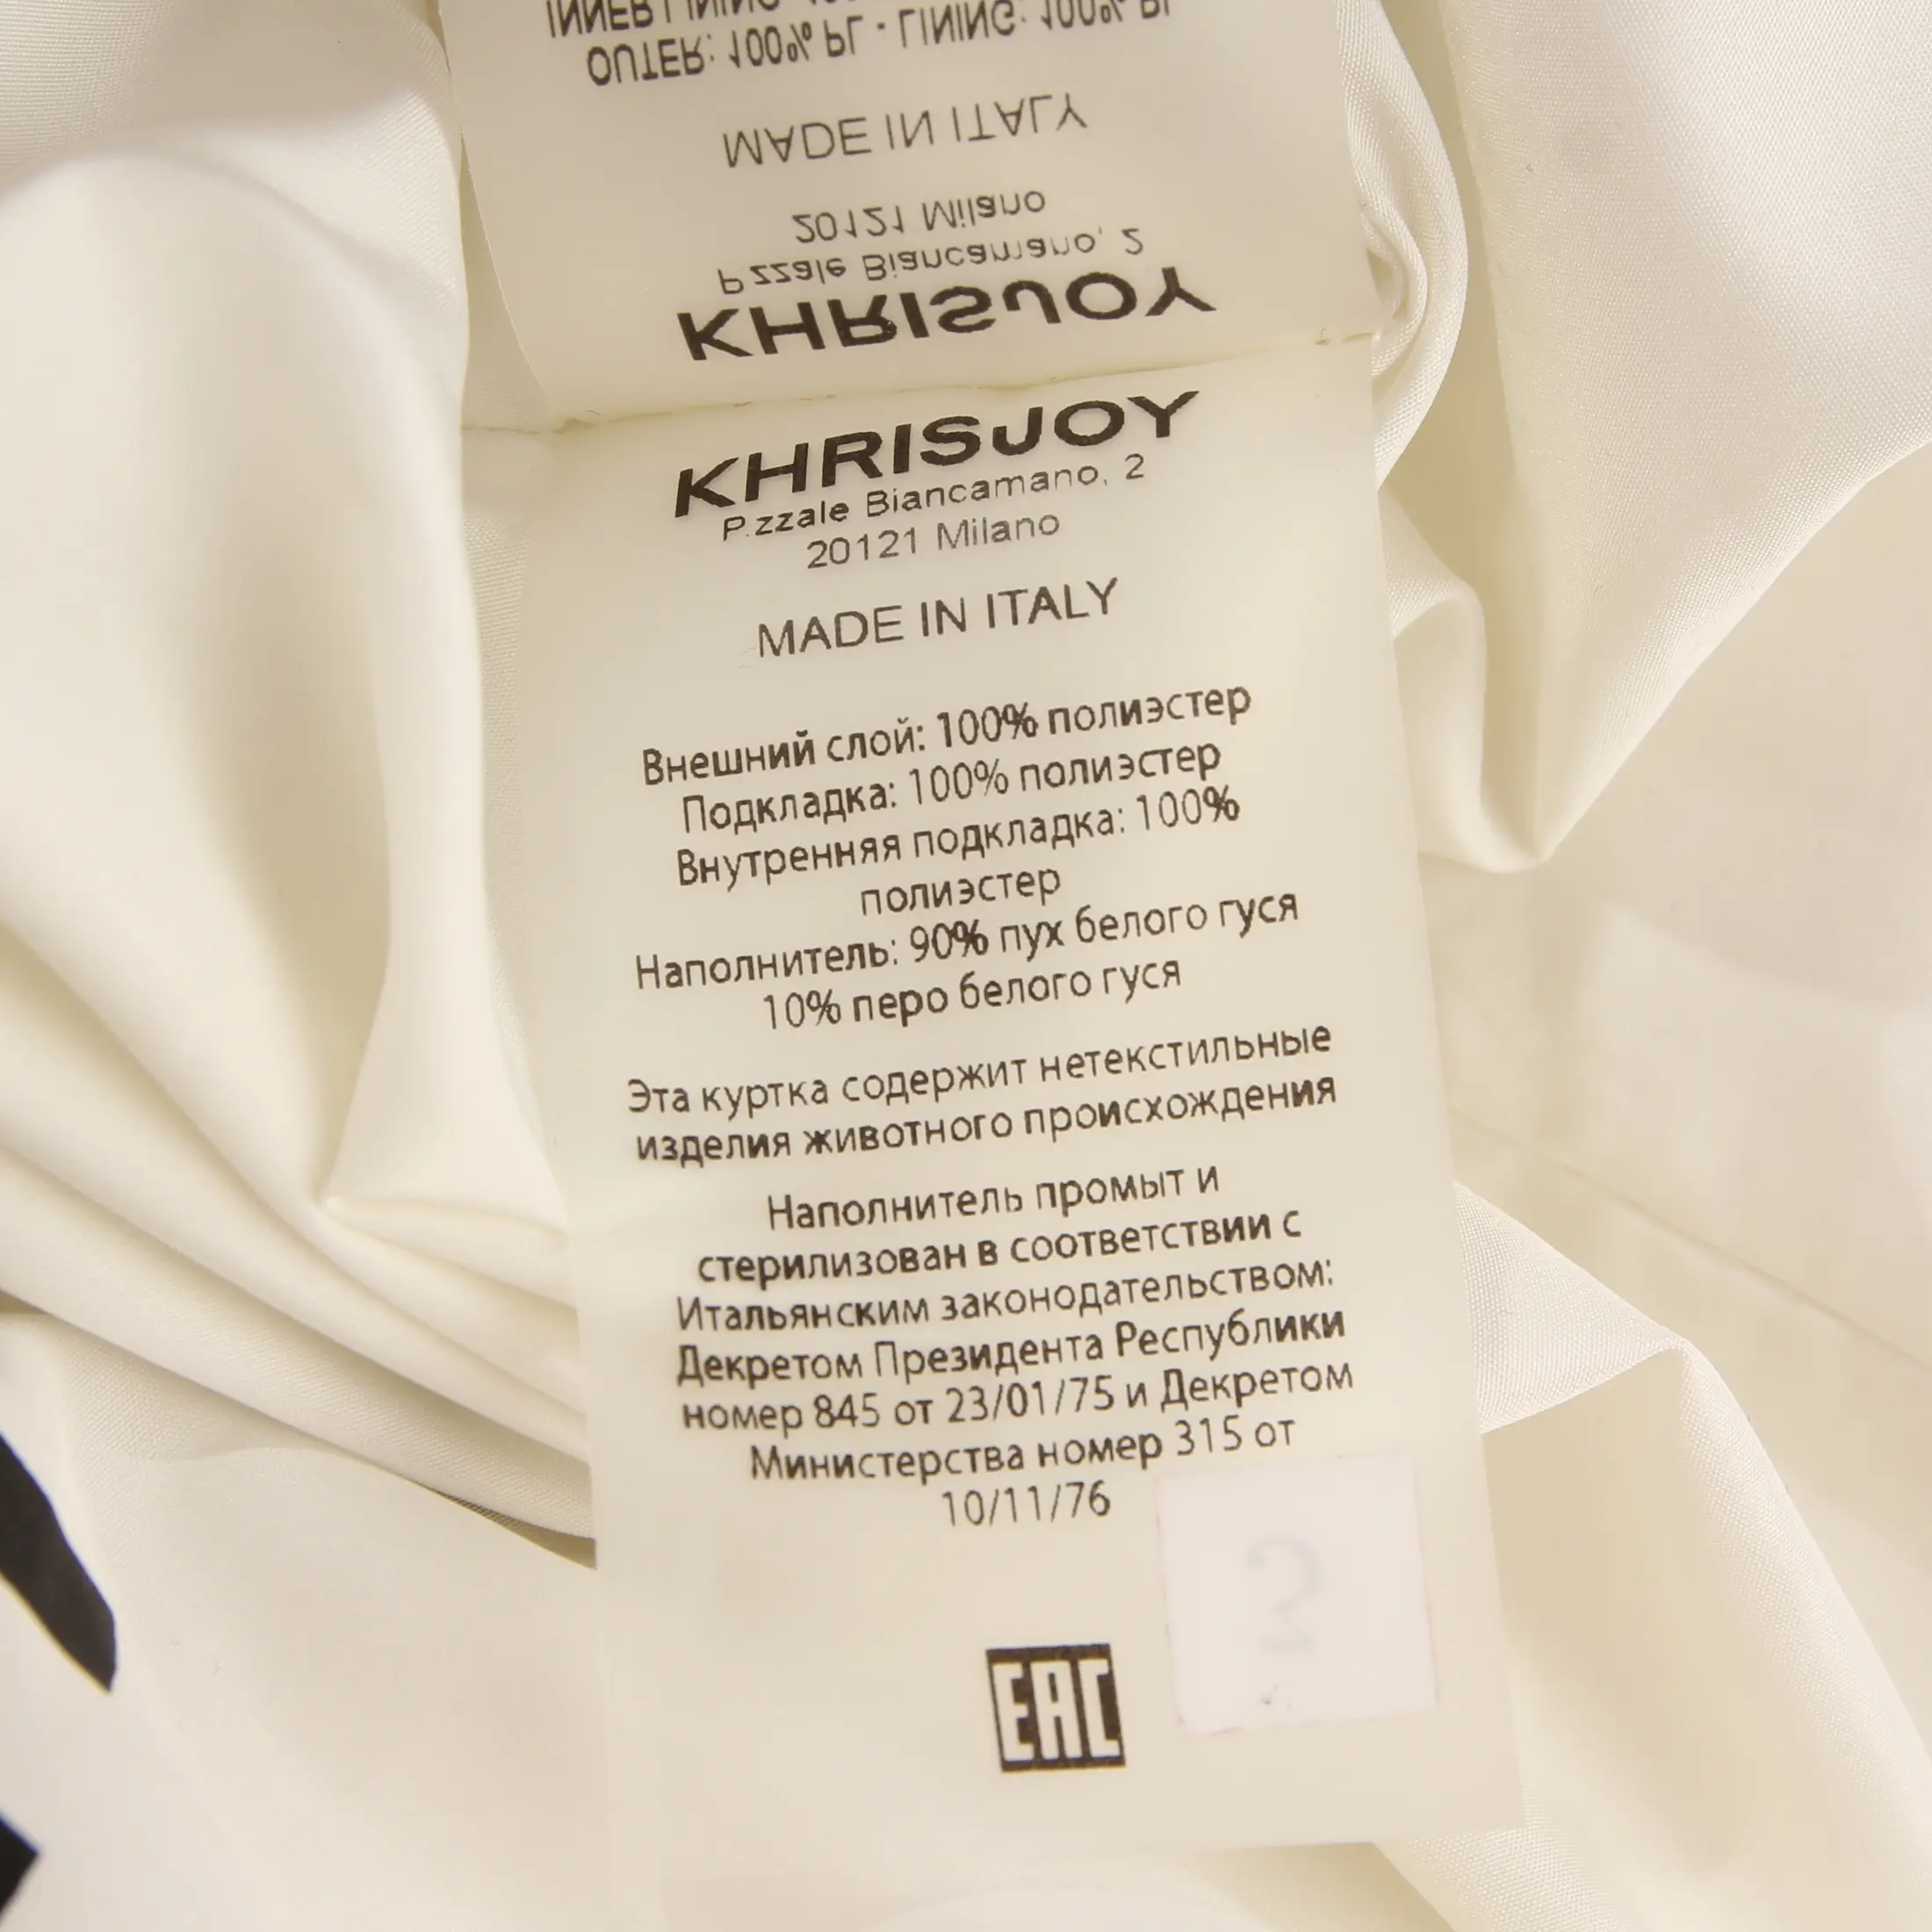 INNER LINING: 100%
OUTER: 100% PL - LINING: 100% PL
MADE IN ITALY
20121 Milano
P.zzale Biancamano, 2
KHRISJOY
KHRISJOY
P.zzale Biancamano, 2
20121 Milano
MADE IN ITALY
Внешний слой: 100% полиэстер
Подкладка: 100% полиэстер
Внутренняя подкладка: 100%
полиэстер
Наполнитель: 90% пух белого гуся
10% перо белого гуся
Эта куртка содержит нетекстильные
изделия животного происхождения
Наполнитель промыт и
стерилизован в соответствии с
Итальянским законодательством:
Декретом Президента Республики
номер 845 от 23/01/75 и Декретом
Министерства номер 315 от
10/11/76
EAC